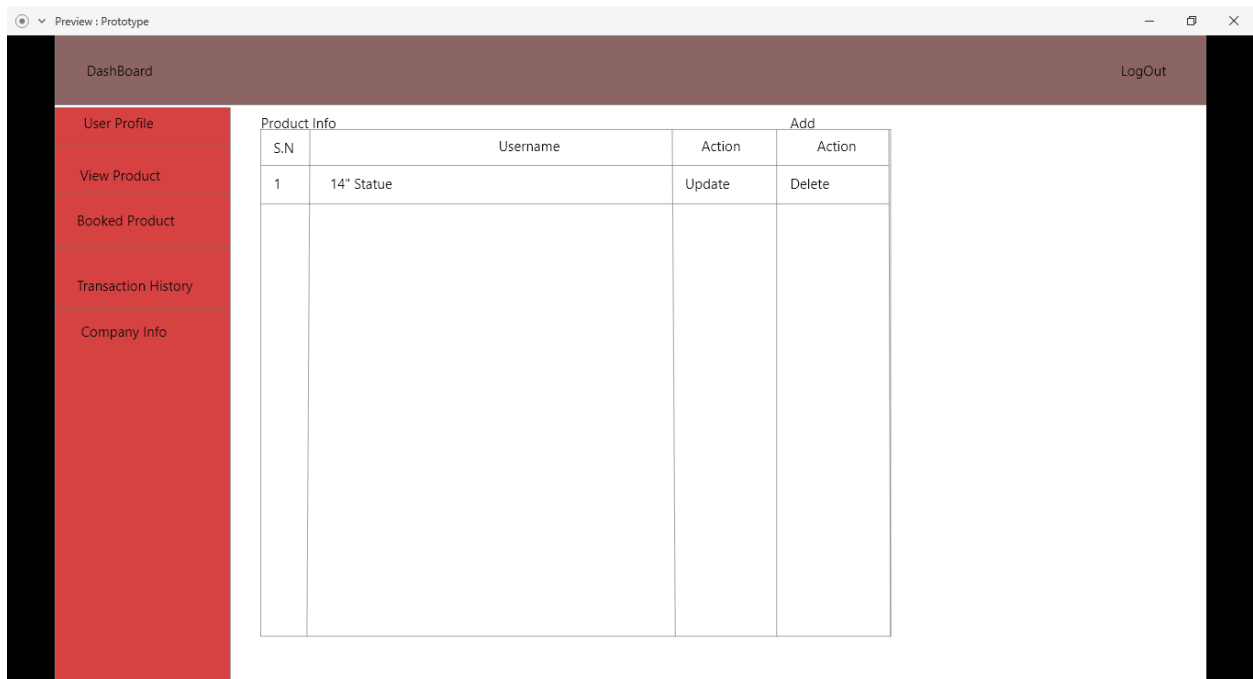 Preview : Prototype
DashBoard LogOut
User Profile
View Product
Booked Product
Transaction History
Company Info
Product Info Add
S.N Username Action Action
1 14" Statue Update Delete